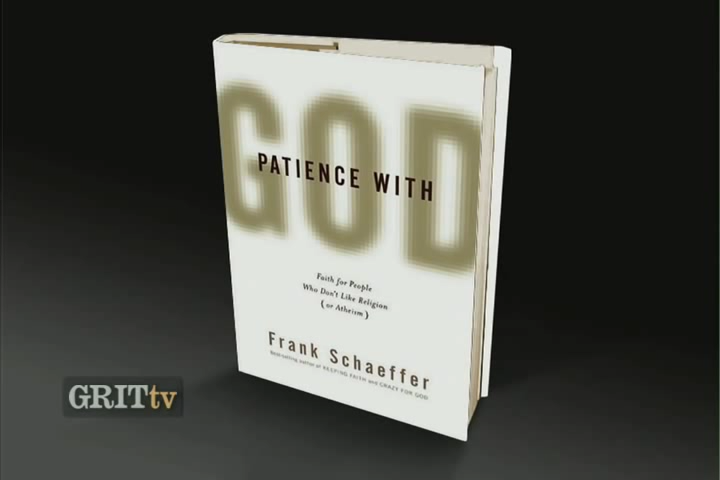 GOD
PATIENCE WITH
Faith for People
Who Don't Like Religion
(or Atheism)
Frank Schaeffer
Bestselling author of KEEPING FAITH and CRAZY FOR GOD
GRITtv